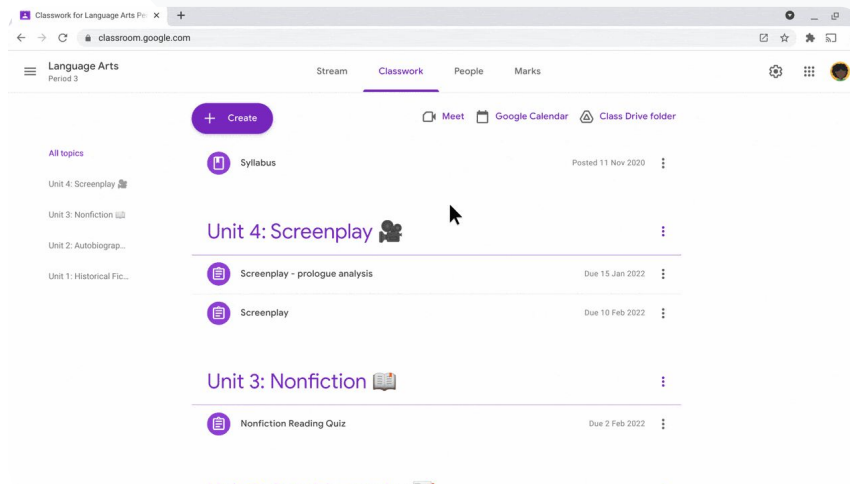 Classwork for Language Arts Pe
classroom.google.com
Language Arts
Period 3
Stream
Classwork
People
Marks
Create
Meet
Google Calendar
Class Drive folder
All topics
Unit 4: Screenplay 🎥
Unit 3: Nonfiction 📖
Unit 2: Autobiograp...
Unit 1: Historical Fic...
Syllabus
Posted 11 Nov 2020
Unit 4: Screenplay 🎥
Screenplay - prologue analysis
Due 15 Jan 2022
Screenplay
Due 10 Feb 2022
Unit 3: Nonfiction 📖
Nonfiction Reading Quiz
Due 2 Feb 2022